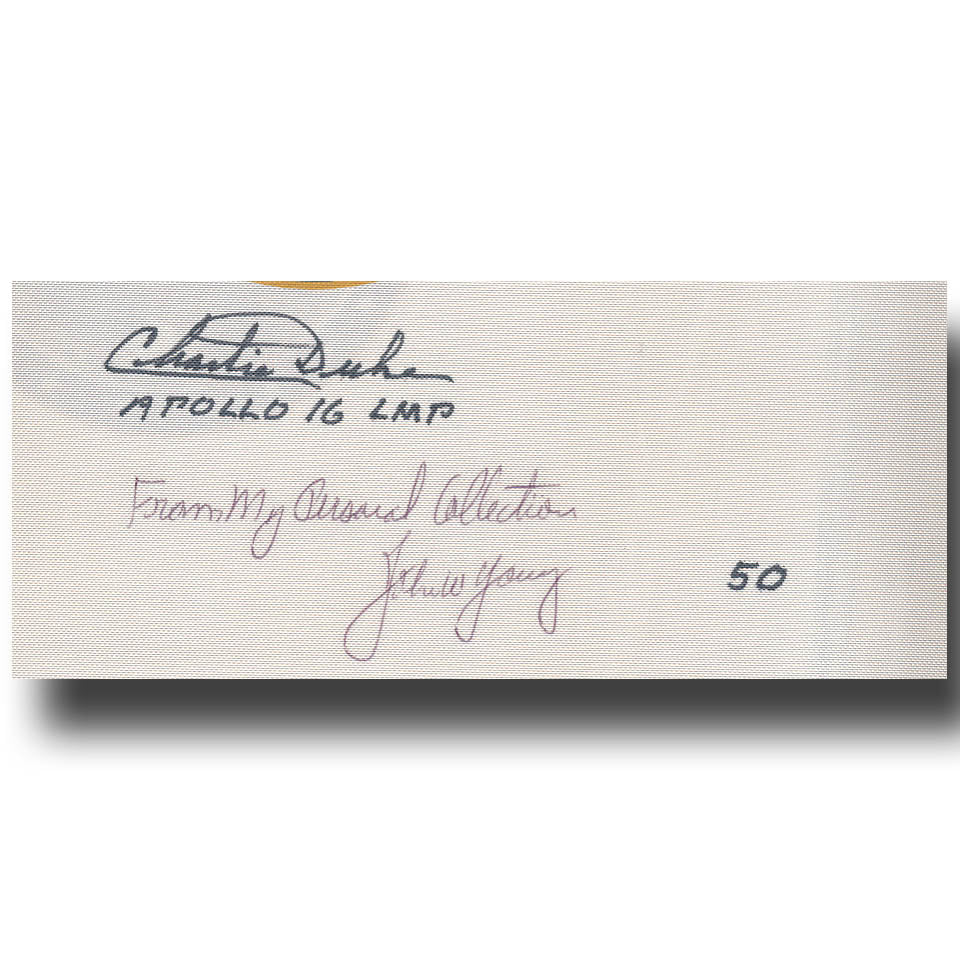 Charlie Duke
APOLLO 16 LMP
From My Personal Collection
John W Young
50